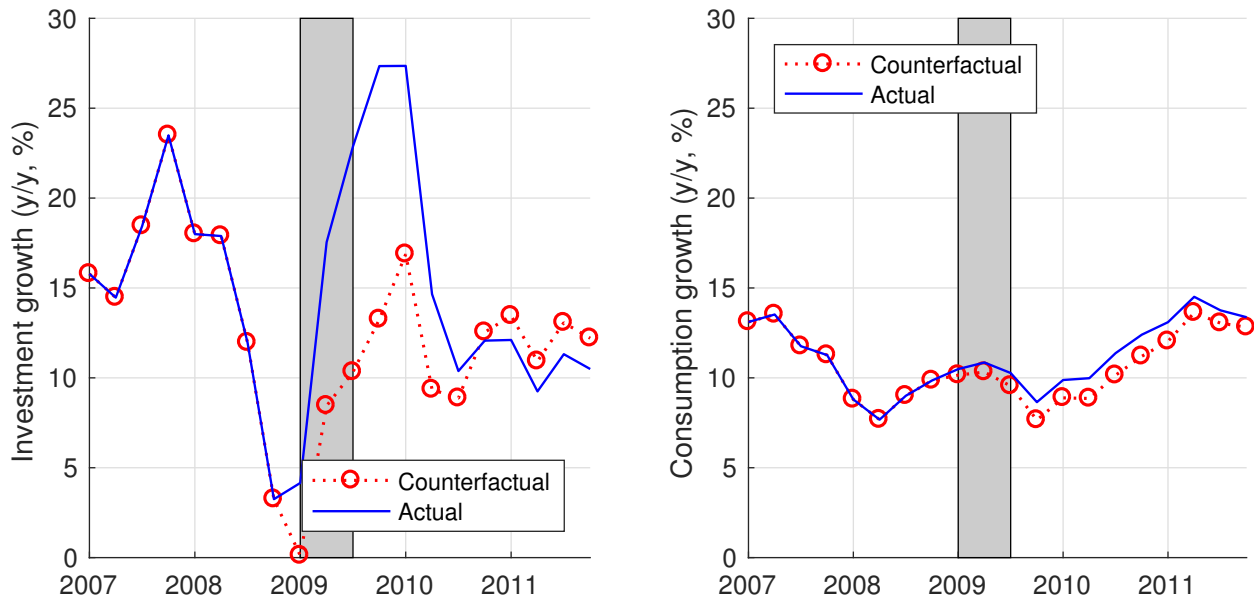 30
25
20
15
10
5
0
Investment growth (y/y, %)
Counterfactual
Actual
2007 2008 2009 2010 2011
30
25
20
15
10
5
0
Consumption growth (y/y, %)
Counterfactual
Actual
2007 2008 2009 2010 2011